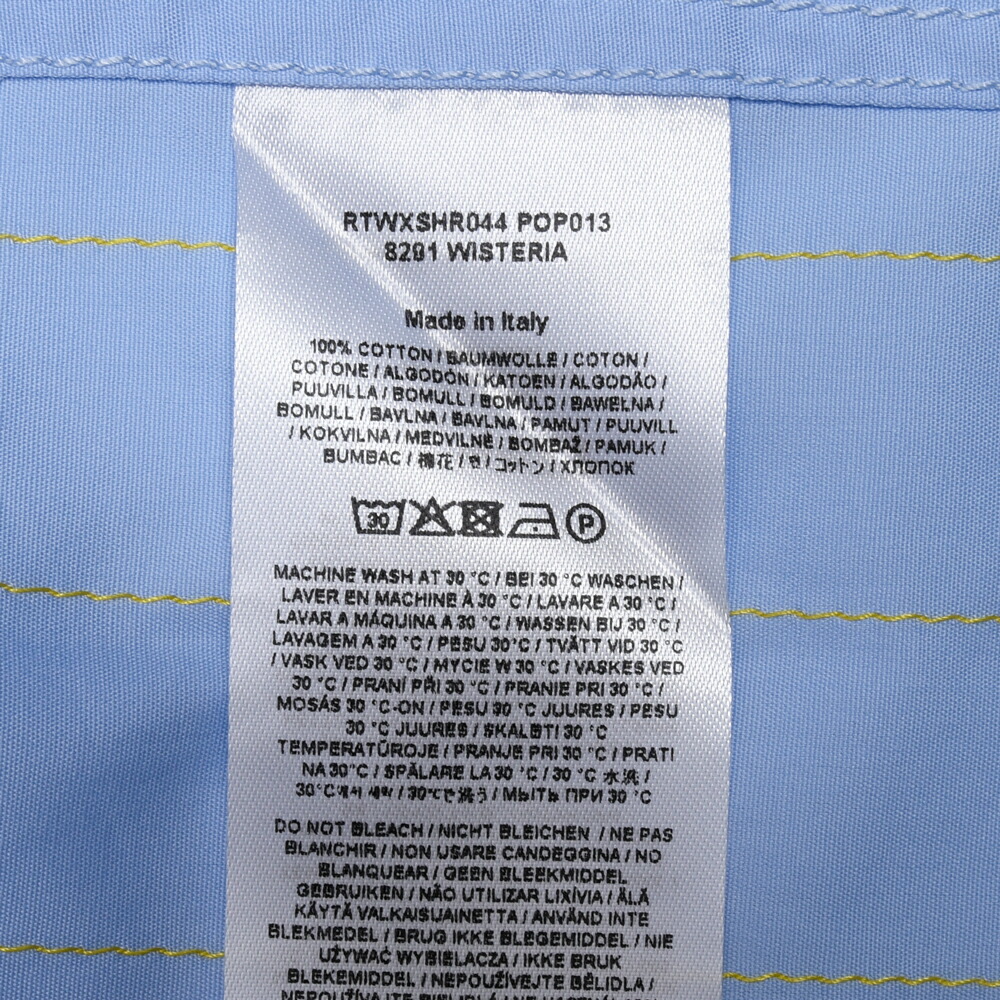 RTWXSHR044 POP013
8291 WISTERIA
Made in Italy
100% COTTON / BAUMWOLLE / COTON /
COTONE / ALGODÓN / KATOEN / ALGODÃO /
PUUVILLA / BOMULL / BOMULD / BAWEŁNA /
BOMULL / BAVLNA / BAVLNA / PAMUT / PUUVILL
/ KOKVILNA / MEDVILNĖ / BOMBAŽ / PAMUK /
BUMBAC / 棉花 / 면 / コットン / ХЛОПОК
30
P
MACHINE WASH AT 30 °C / BEI 30 °C WASCHEN /
LAVER EN MACHINE À 30 °C / LAVARE A 30 °C /
LAVAR A MÁQUINA A 30 °C / WASSEN BIJ 30 °C /
LAVAGEM A 30 °C / PESU 30°C / TVÄTT VID 30 °C
/ VASK VED 30 °C / MYCIE W 30 °C / VASKES VED
30 °C / PRANÍ PŘI 30 °C / PRANIE PRI 30 °C /
MOSÁS 30 °C-ON / PESU 30 °C JUURES / PESU
30 °C JUURES / SKALBTI 30 °C
TEMPERATŪROJE / PRANJE PRI 30 °C / PRATI
NA 30°C / SPĂLARE LA 30 °C / 30 °C 水洗 /
30°C에서 세탁 / 30℃で洗う / МЫТЬ ПРИ 30 °C
DO NOT BLEACH / NICHT BLEICHEN / NE PAS
BLANCHIR / NON USARE CANDEGGINA / NO
BLANQUEAR / GEEN BLEEKMIDDEL
GEBRUIKEN / NÃO UTILIZAR LIXÍVIA / ÄLÄ
KÄYTÄ VALKAISUAINETTA / ANVÄND INTE
BLEKMEDEL / BRUG IKKE BLEGEMIDDEL / NIE
UŻYWAĆ WYBIELACZA / IKKE BRUK
BLEKEMIDDEL / NEPOUŽÍVEJTE BĚLIDLA /
NEPOUŽÍVAJTE BIELIDLÁ / NE HASZNÁLJON